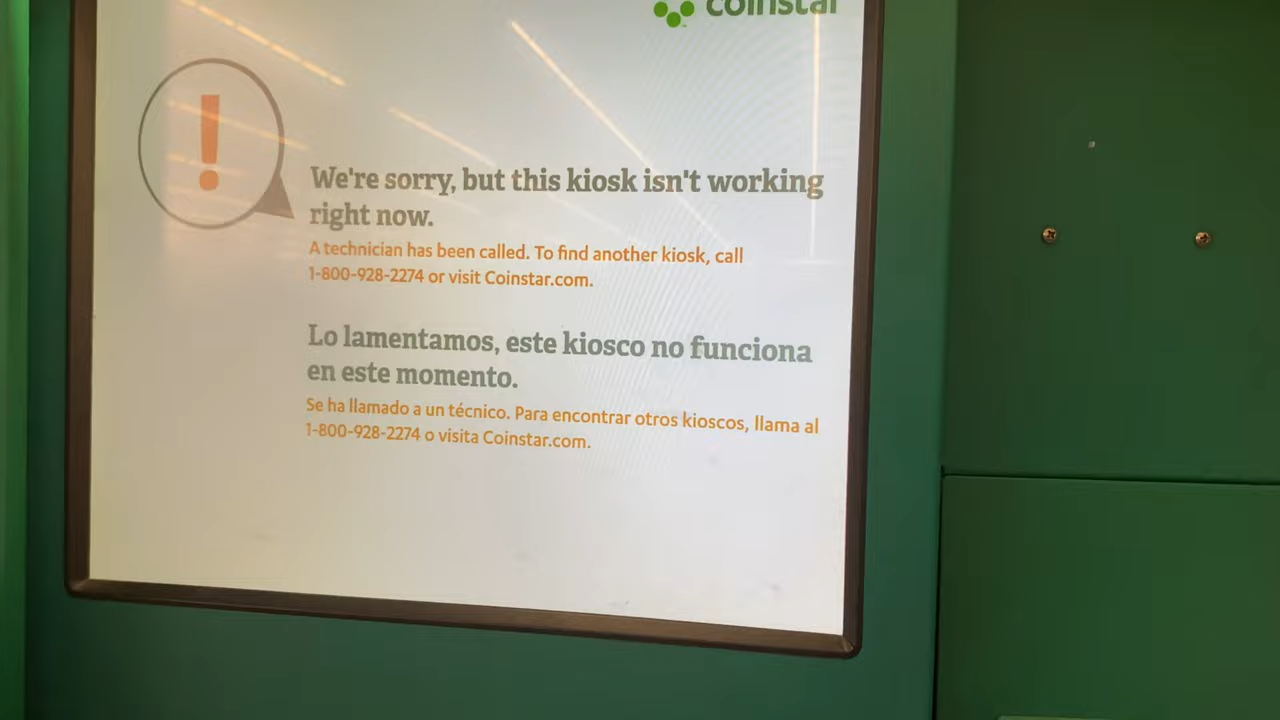 coinstar
We're sorry, but this kiosk isn't working
right now.
A technician has been called. To find another kiosk, call
1-800-928-2274 or visit Coinstar.com.
Lo lamentamos, este kiosco no funciona
en este momento.
Se ha llamado a un técnico. Para encontrar otros kioscos, llama al
1-800-928-2274 o visita Coinstar.com.